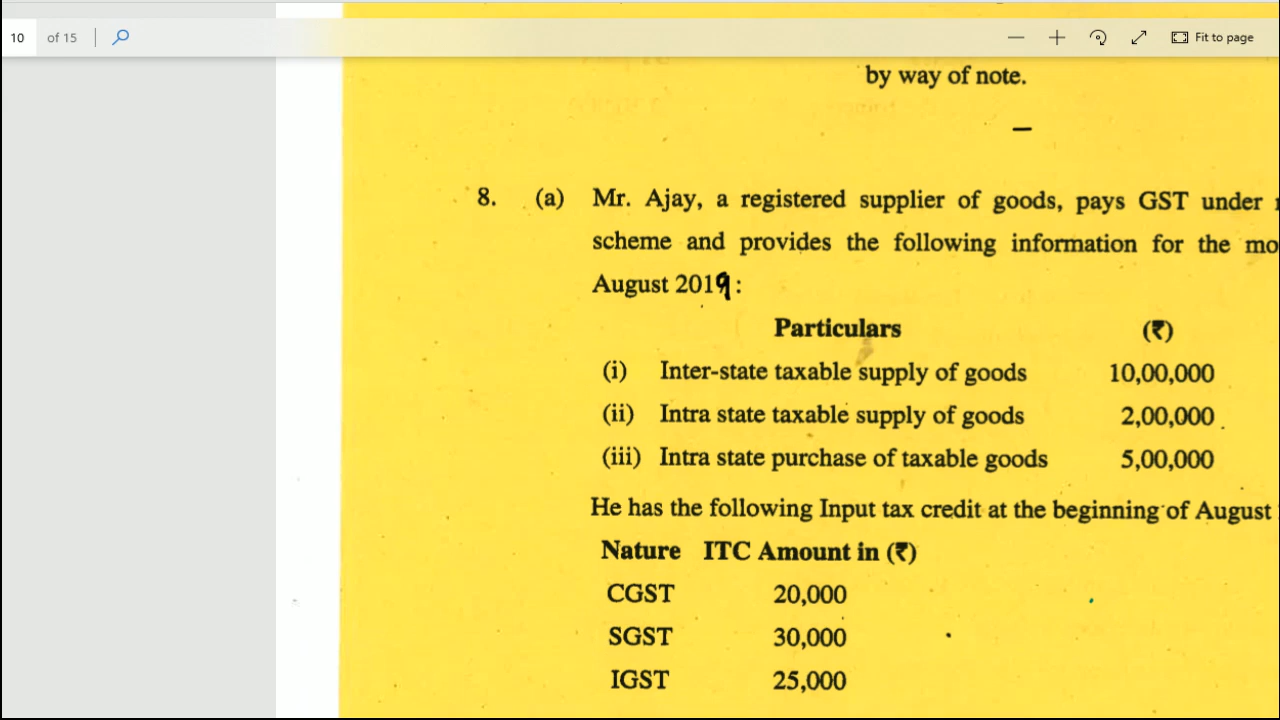 10 of 15 Fit to page
by way of note.
8. (a) Mr. Ajay, a registered supplier of goods, pays GST under
scheme and provides the following information for the mo
August 2019:
Particulars (₹)
(i) Inter-state taxable supply of goods 10,00,000
(ii) Intra state taxable supply of goods 2,00,000
(iii) Intra state purchase of taxable goods 5,00,000
He has the following Input tax credit at the beginning of August
Nature ITC Amount in (₹)
CGST 20,000
SGST 30,000
IGST 25,000